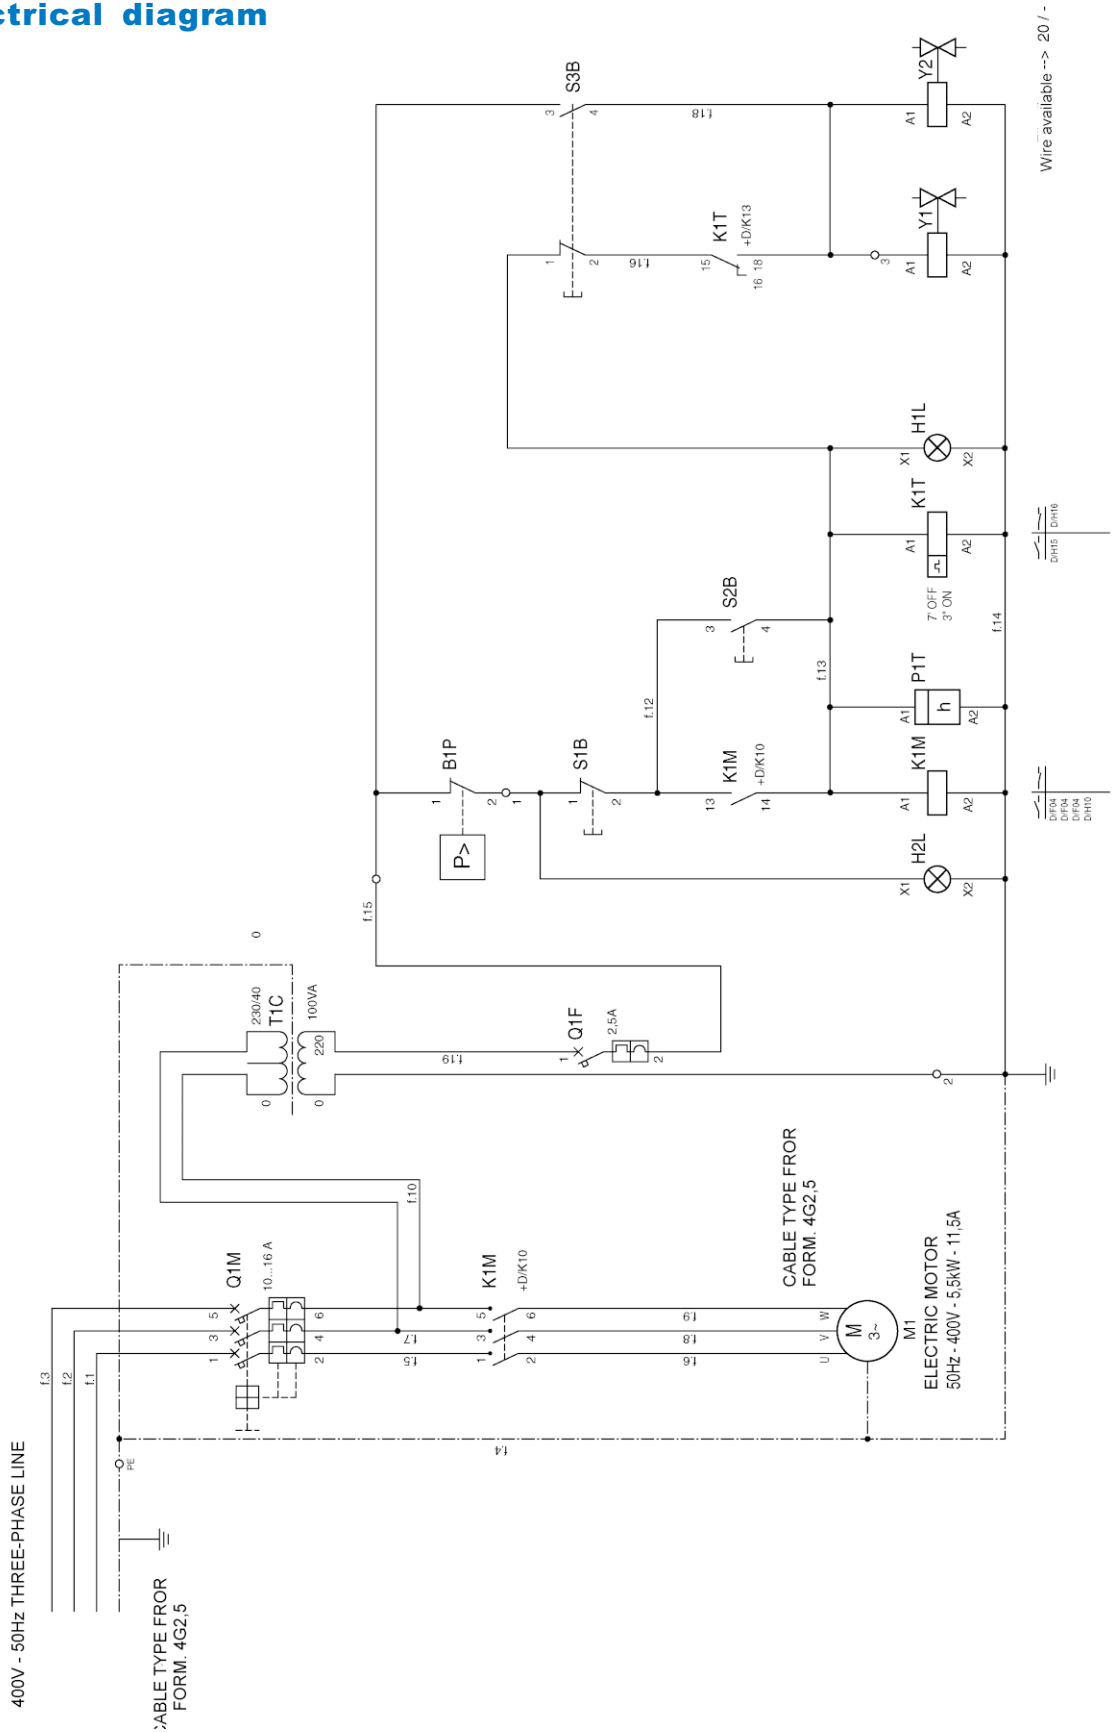 ctrical diagram
400V - 50Hz THREE-PHASE LINE
CABLE TYPE FROR
FORM. 4G2,5
f.3
f.2
f.1
PE
f.4
Q1M
10...16 A
1
3
5
2
4
6
f.5
f.7
f.10
K1M
+D/K10
1
3
5
2
4
6
f.6
f.8
f.9
U
V
W
M
3~
M1
ELECTRIC MOTOR
50Hz - 400V - 5,5kW - 11,5A
CABLE TYPE FROR
FORM. 4G2,5
0
230/40
T1C
100VA
0
220
0
f.19
Q1F
2,5A
1
2
2
f.15
B1P
P>
1
2
1
S1B
1
2
f.12
K1M
+D/K10
13
14
S2B
3
4
f.13
H2L
X1
X2
K1M
A1
A2
D/F04
D/F04
D/F04
D/H10
P1T
h
A1
A2
f.14
K1T
A1
A2
7' OFF
3" ON
D/H15
D/H16
H1L
X1
X2
S3B
1
2
3
4
f.16
f.18
K1T
+D/K13
15
16
18
3
Y1
A1
A2
Y2
A1
A2
Wire available --> 20 / -